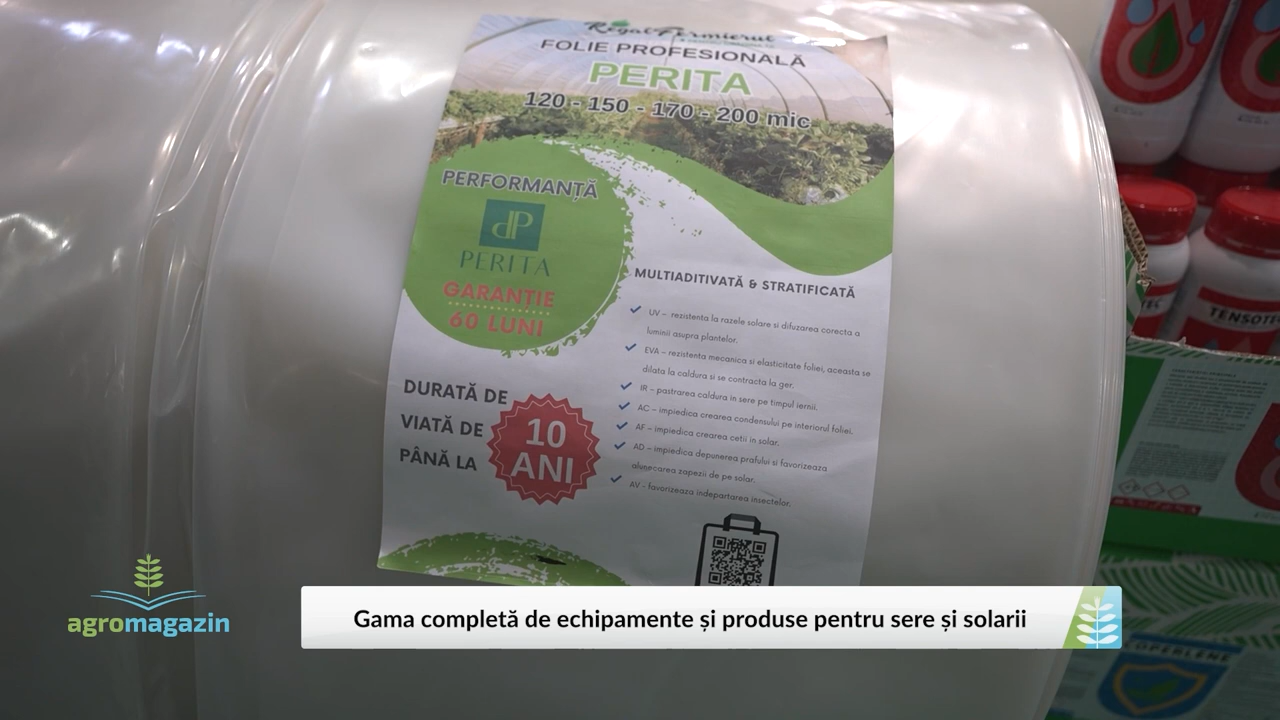 Regal Fermierul
FOLIE PROFESIONALĂ
PERITA
120 - 150 - 170 - 200 mic
PERFORMANȚĂ
dP
PERITA
GARANȚIE
60 LUNI
MULTIADITIVATĂ & STRATIFICATĂ
UV – rezistenta la razele solare si difuzarea corecta a
luminii asupra plantelor.
EVA – rezistenta mecanica si elasticitate foliei, aceasta se
dilata la caldura si se contracta la ger.
IR – pastrarea caldura in sere pe timpul iernii.
AC – impiedica crearea condensului pe interiorul foliei.
AF – impiedica crearea cetii in solar.
AD – impiedica depunerea prafului si favorizeaza
alunecarea zapezii de pe solar.
AV - favorizeaza indepartarea insectelor.
DURATĂ DE
VIATĂ DE
PÂNĂ LA
10
ANI
TENSOTEC
agromagazin
Gama completă de echipamente și produse pentru sere și solarii